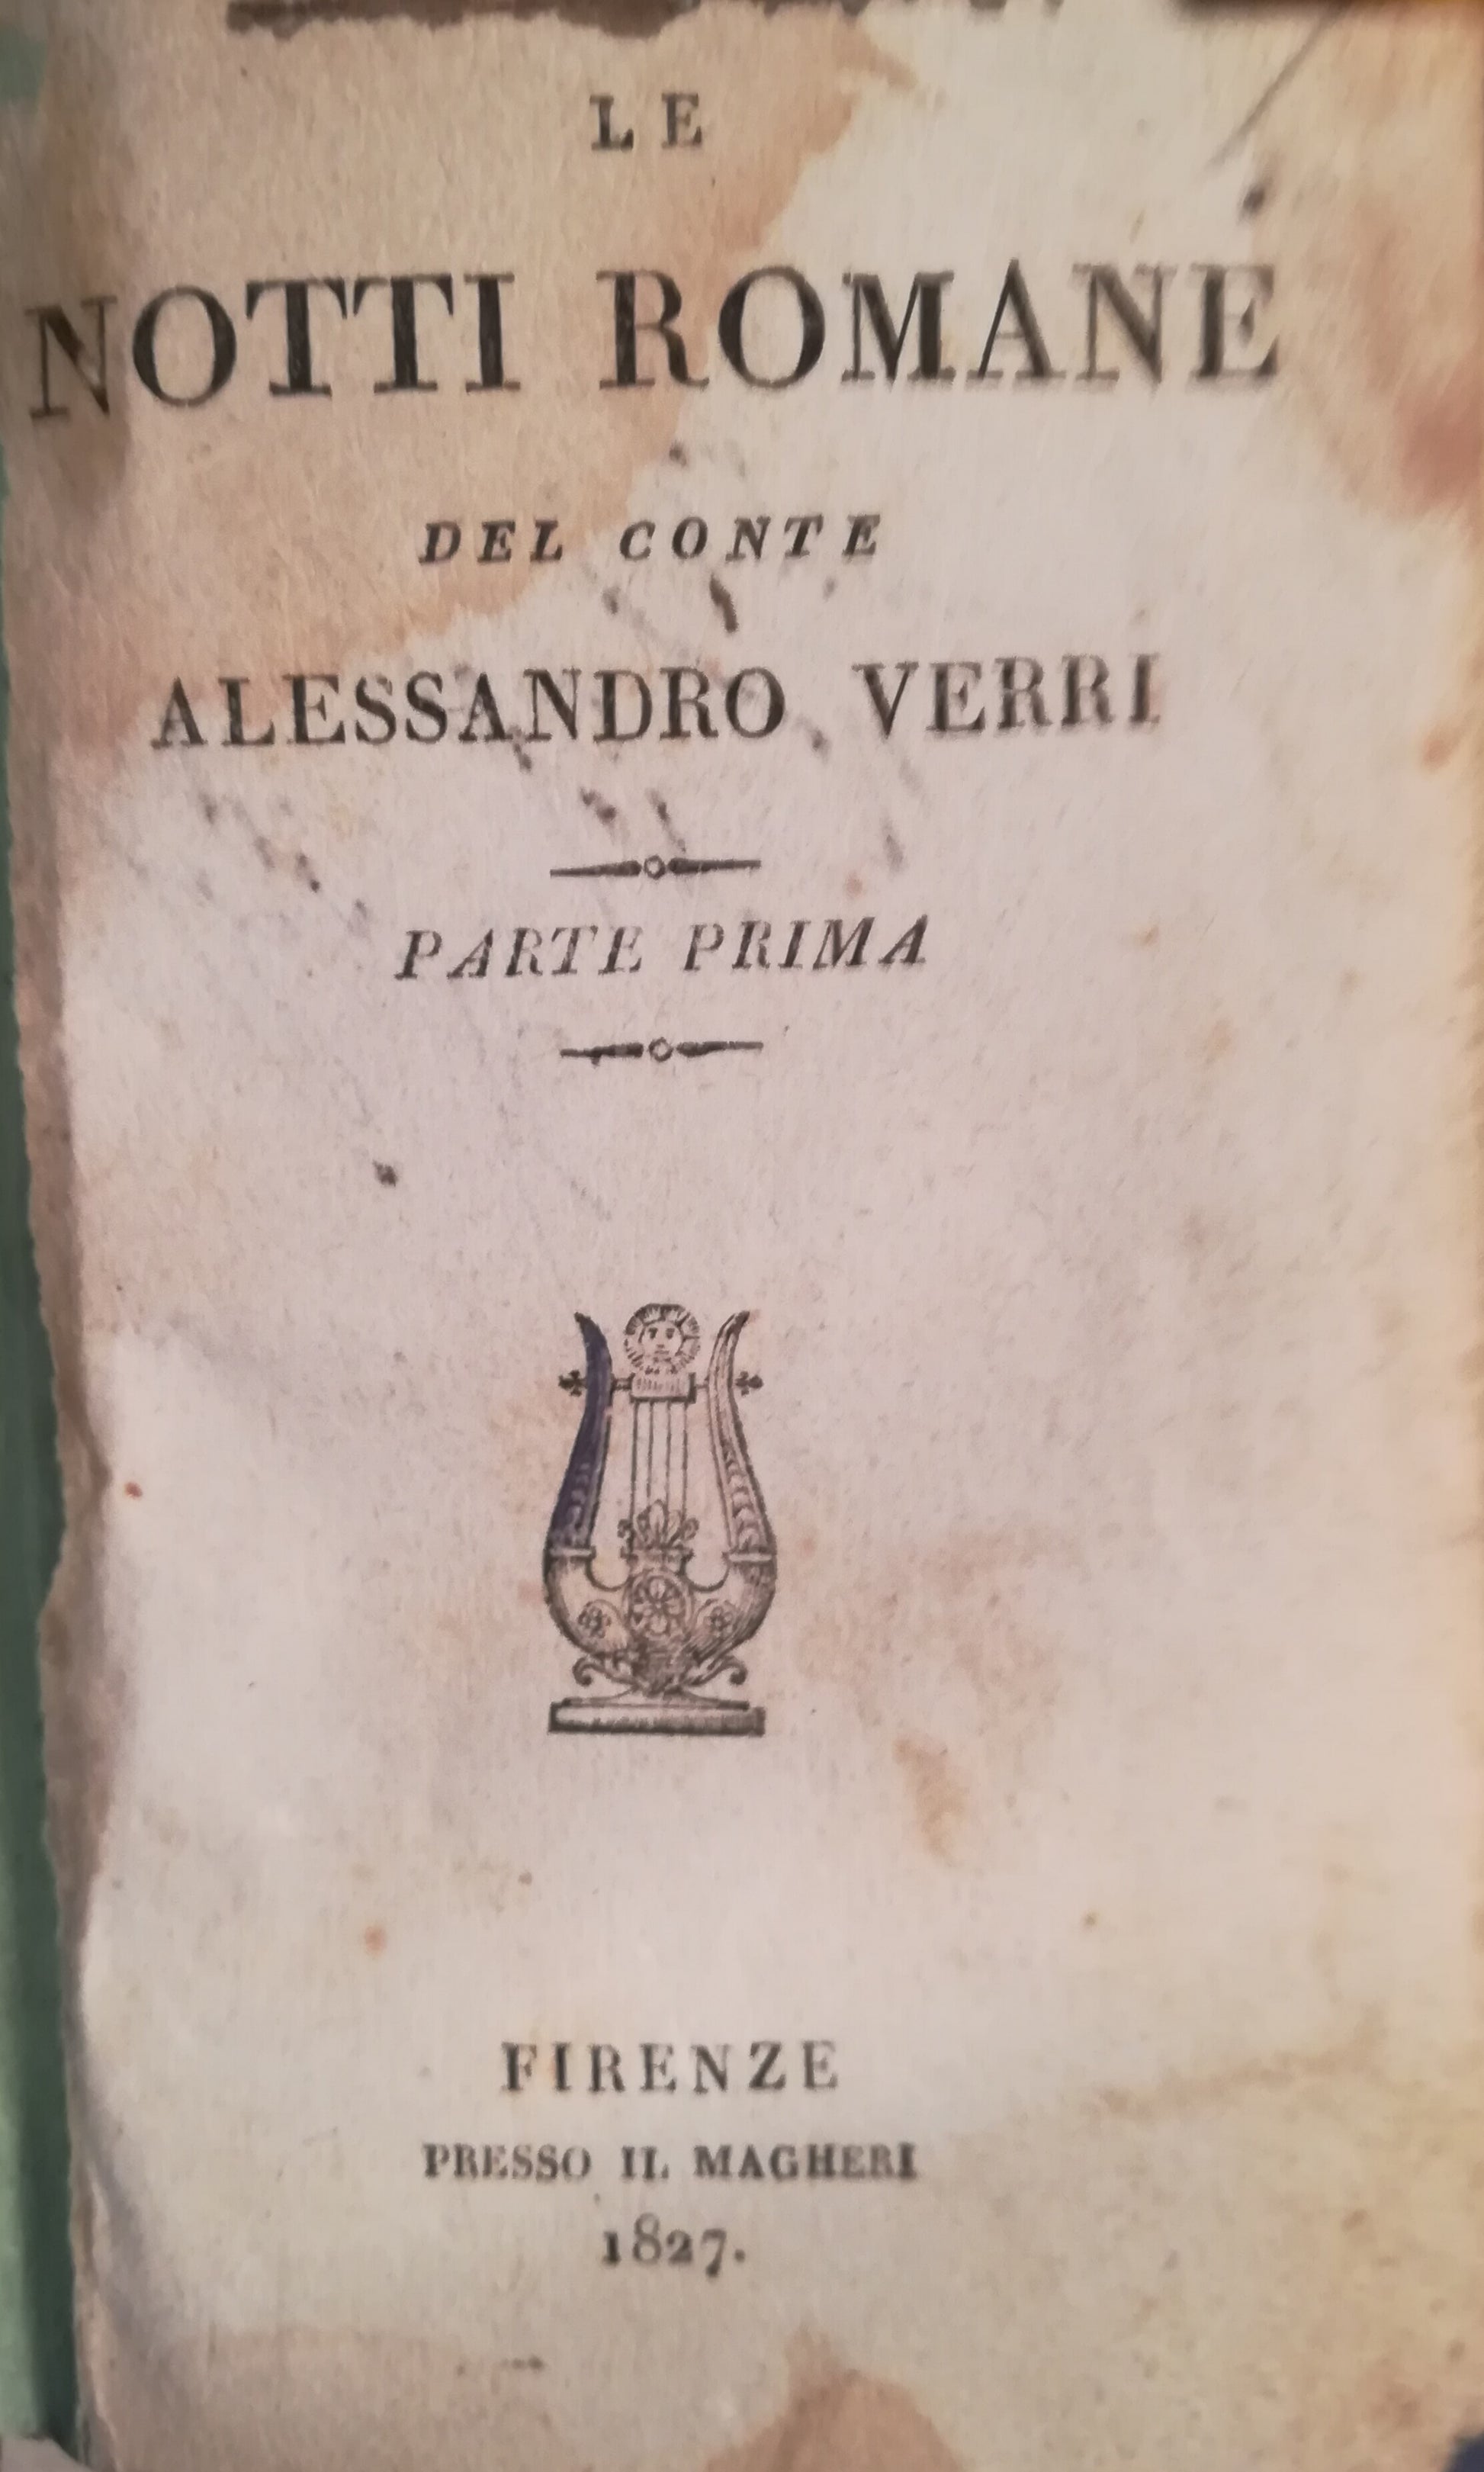 LE
NOTTI ROMANE
DEL CONTE
ALESSANDRO VERRI
PARTE PRIMA
FIRENZE
PRESSO IL MAGHERI
1827.